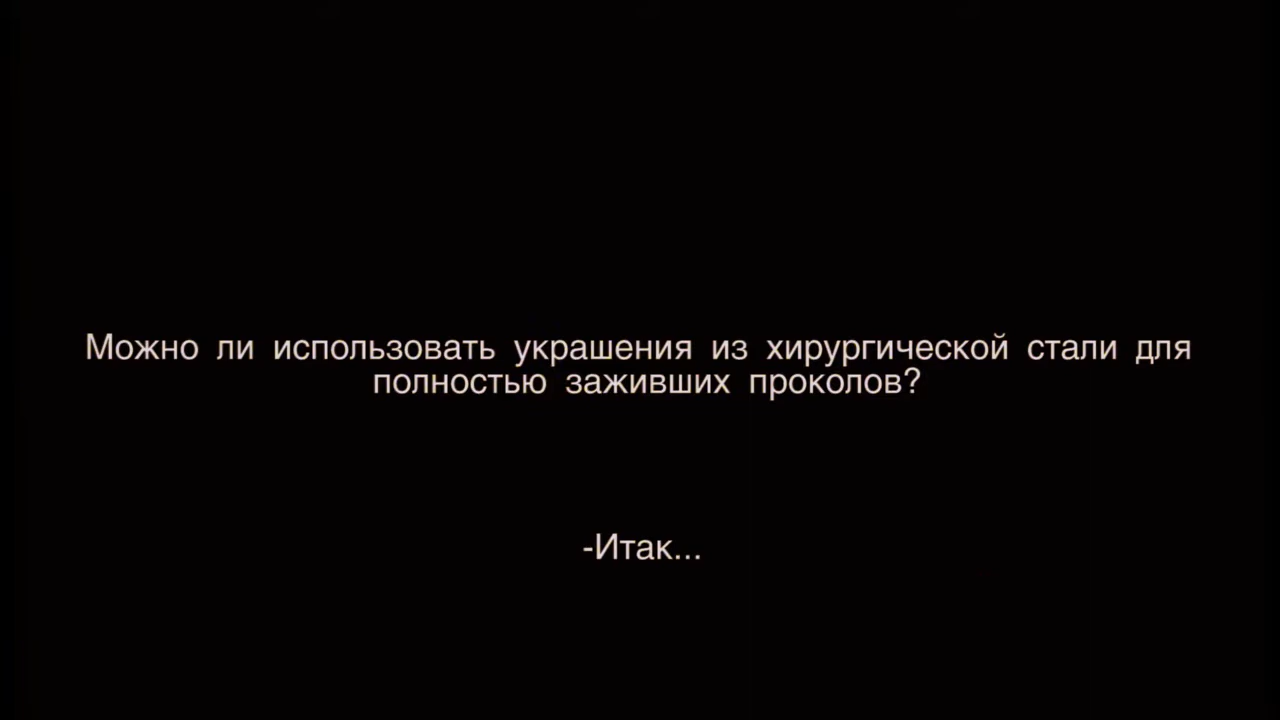 Можно ли использовать украшения из хирургической стали для
полностью заживших проколов?
-Итак...